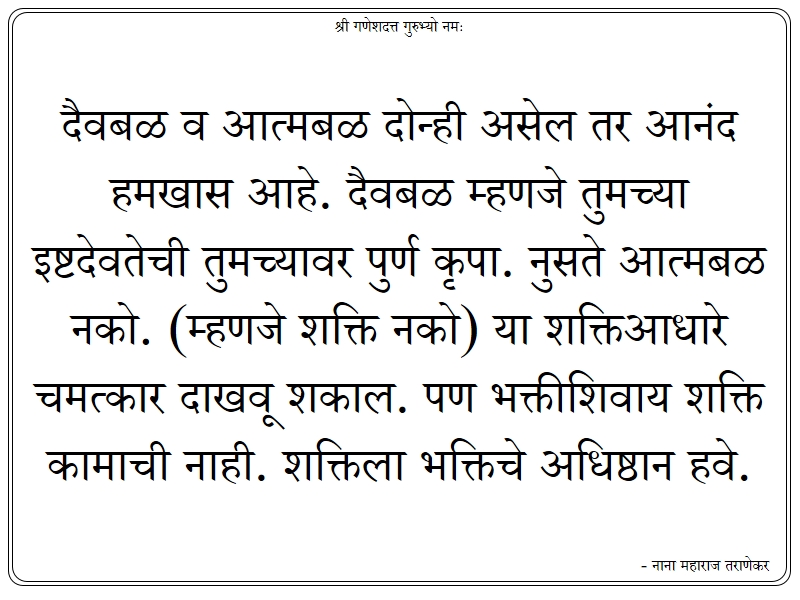 श्री गणेशदत्त गुरुभ्यो नमः
दैवबळ व आत्मबळ दोन्ही असेल तर आनंद
हमखास आहे. दैवबळ म्हणजे तुमच्या
इष्टदेवतेची तुमच्यावर पुर्ण कृपा. नुसते आत्मबळ
नको. (म्हणजे शक्ति नको) या शक्तिआधारे
चमत्कार दाखवू शकाल. पण भक्तीशिवाय शक्ति
कामाची नाही. शक्तिला भक्तिचे अधिष्ठान हवे.
- नाना महाराज तराणेकर